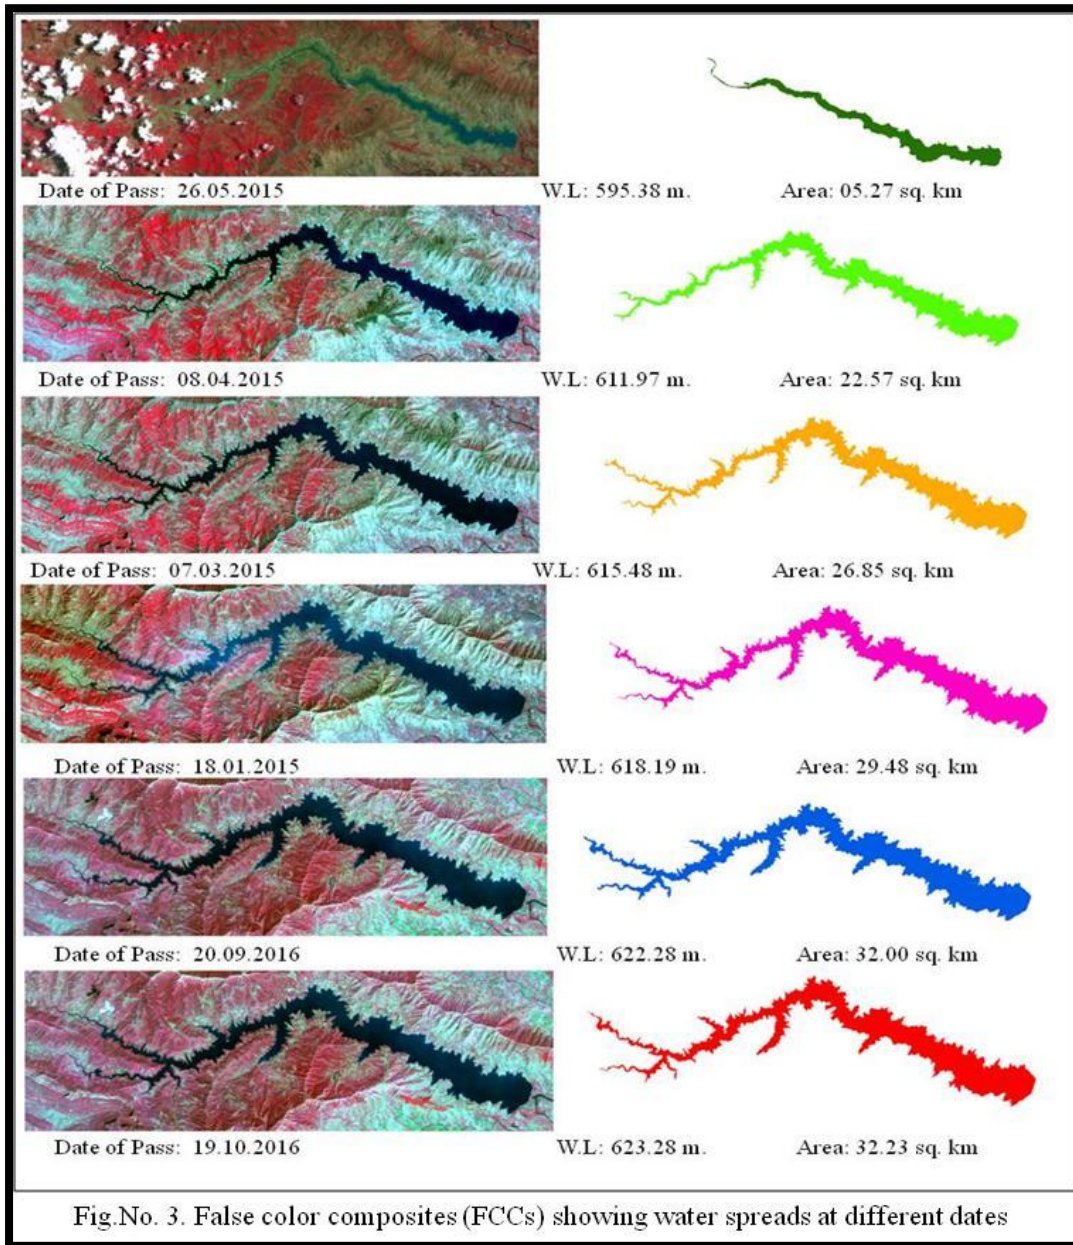 Date of Pass: 26.05.2015 W.L: 595.38 m. Area: 05.27 sq. km
Date of Pass: 08.04.2015 W.L: 611.97 m. Area: 22.57 sq. km
Date of Pass: 07.03.2015 W.L: 615.48 m. Area: 26.85 sq. km
Date of Pass: 18.01.2015 W.L: 618.19 m. Area: 29.48 sq. km
Date of Pass: 20.09.2016 W.L: 622.28 m. Area: 32.00 sq. km
Date of Pass: 19.10.2016 W.L: 623.28 m. Area: 32.23 sq. km
Fig.No. 3. False color composites (FCCs) showing water spreads at different dates